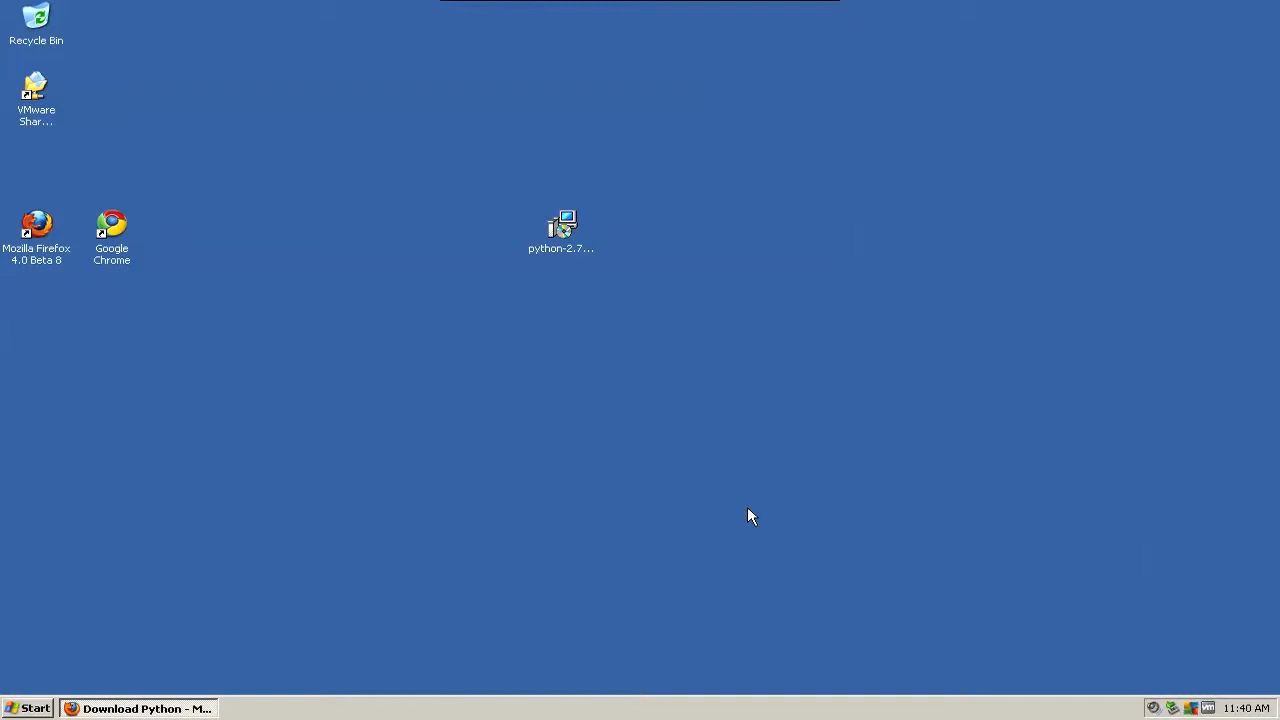 Recycle Bin
VMware
Shar...
Mozilla Firefox
4.0 Beta 8
Google
Chrome
python-2.7...
Start
Download Python - M...
vm
11:40 AM